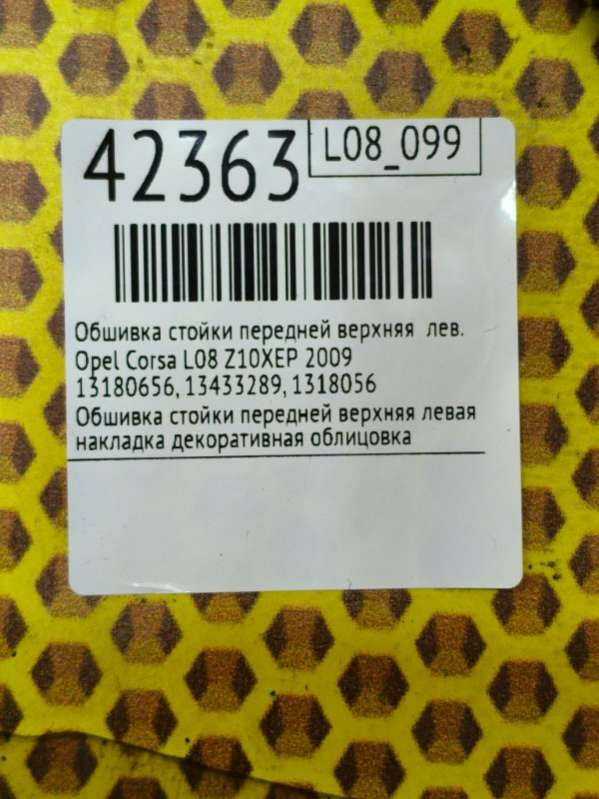 42363
L08_099
Обшивка стойки передней верхняя лев.
Opel Corsa L08 Z10XEP 2009
13180656, 13433289, 1318056
Обшивка стойки передней верхняя левая
накладка декоративная облицовка